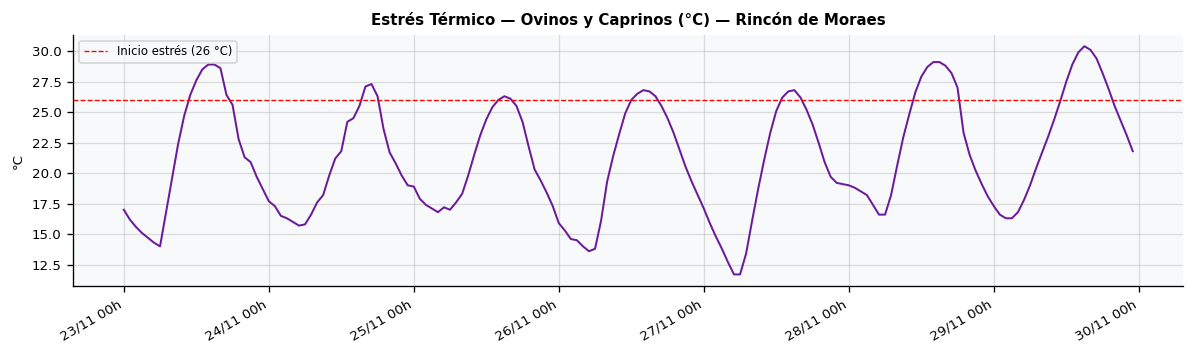 Estrés Térmico — Ovinos y Caprinos (°C) — Rincón de Moraes
Inicio estrés (26 °C)
°C
30.0
27.5
25.0
22.5
20.0
17.5
15.0
12.5
23/11 00h
24/11 00h
25/11 00h
26/11 00h
27/11 00h
28/11 00h
29/11 00h
30/11 00h